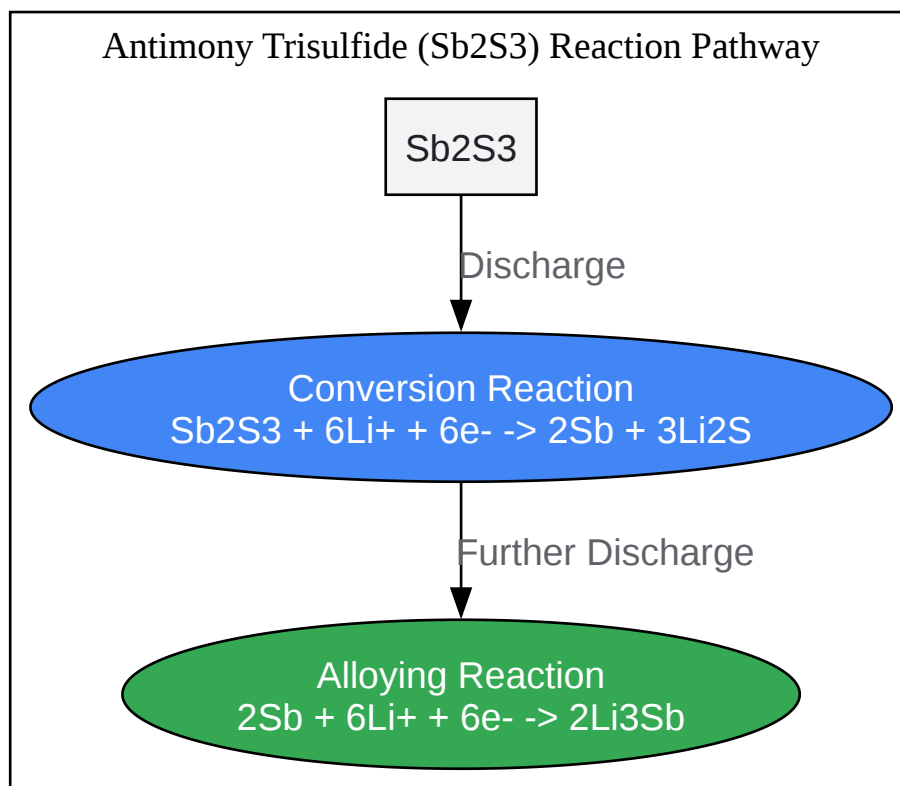 Antimony Trisulfide (Sb2S3) Reaction Pathway
Sb2S3
Discharge
Conversion Reaction
Sb2S3 + 6Li+ + 6e- -> 2Sb + 3Li2S
Further Discharge
Alloying Reaction
2Sb + 6Li+ + 6e- -> 2Li3Sb